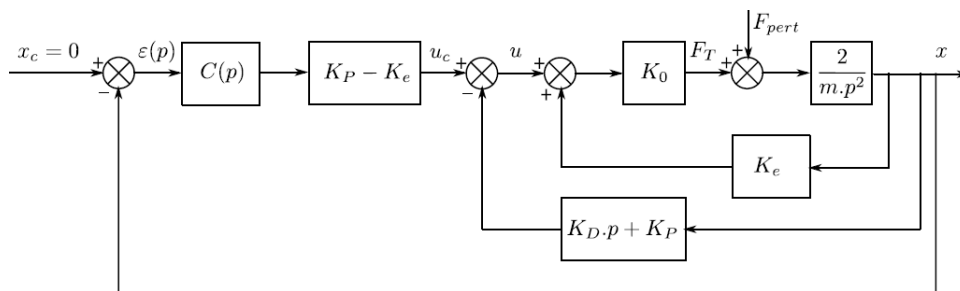 x_c = 0
+
−
ε(p)
C(p)
K_P − K_e
u_c
+
−
u
+
+
K_0
F_T
F_pert
+
+
2
m.p²
x
K_e
K_D.p + K_P